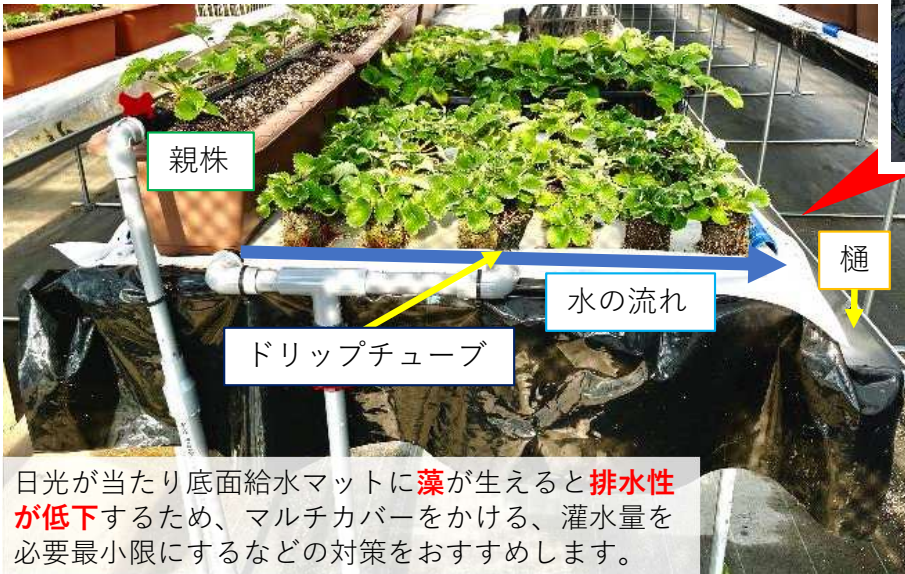 親株
樋
水の流れ
ドリップチューブ
日光が当たり底面給水マットに藻が生えると排水性
が低下するため、マルチカバーをかける、灌水量を
必要最小限にするなどの対策をおすすめします。